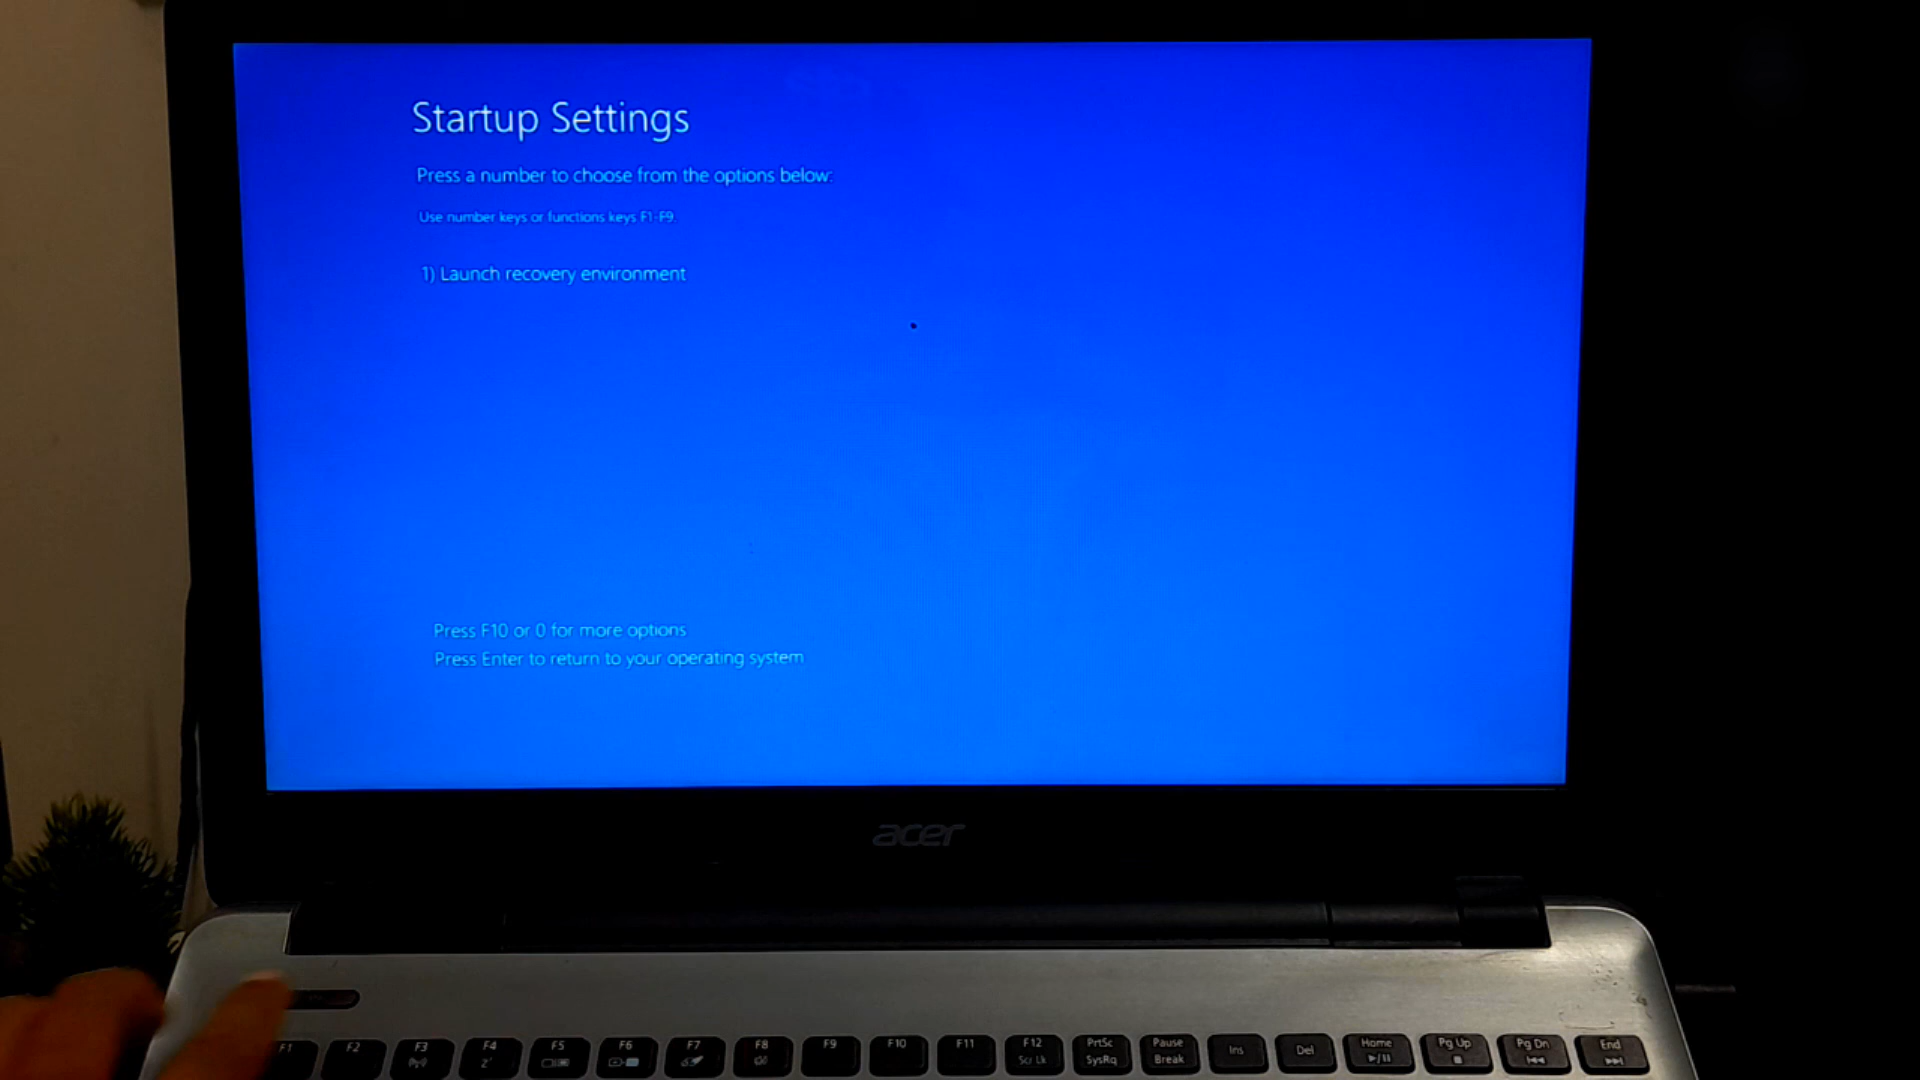 Startup Settings
Press a number to choose from the options below:
Use number keys or functions keys F1-F9.
1) Launch recovery environment
Press F10 or 0 for more options
Press Enter to return to your operating system
acer
F1 F2 F3 F4 F5 F6 F7 F8 F9 F10 F11 F12 PrtSc Pause Ins Del Home Pg Up Pg Dn End
Scr Lk SysRq Break